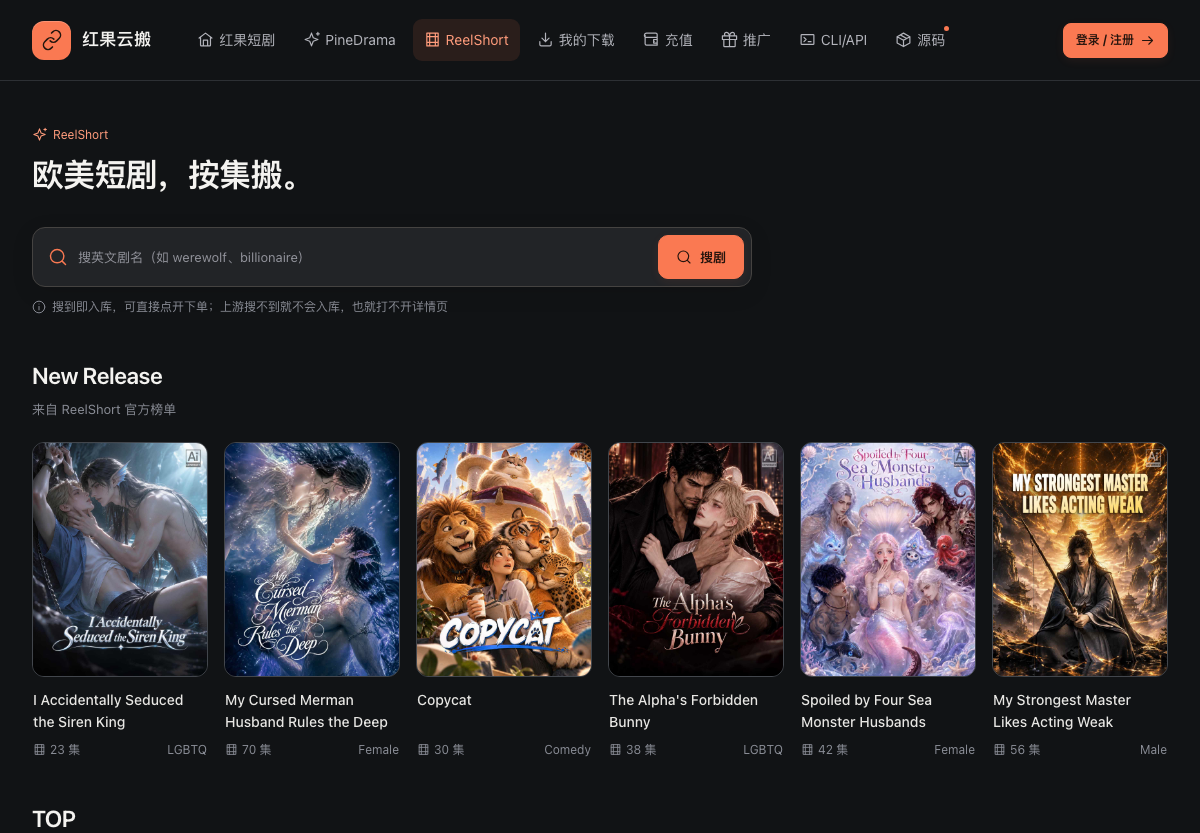 红果云搬
红果短剧
PineDrama
ReelShort
我的下载
充值
推广
CLI/API
源码
登录 / 注册
ReelShort
欧美短剧，按集搬。
搜英文剧名（如 werewolf、billionaire）
搜剧
搜到即入库，可直接点开下单；上游搜不到就不会入库，也就打不开详情页
New Release
来自 ReelShort 官方榜单
Ai
I Accidentally
Seduced the Siren King
My
Cursed
Merman
Rules the
Deep
COPYCAT
Ai
The Alpha's
Forbidden
Bunny
Ai
Spoiled by Four
Sea Monster
Husbands
Ai
MY STRONGEST MASTER
LIKES ACTING WEAK
I Accidentally Seduced
the Siren King
23 集
LGBTQ
My Cursed Merman
Husband Rules the Deep
70 集
Female
Copycat
30 集
Comedy
The Alpha's Forbidden
Bunny
38 集
LGBTQ
Spoiled by Four Sea
Monster Husbands
42 集
Female
My Strongest Master
Likes Acting Weak
56 集
Male
TOP